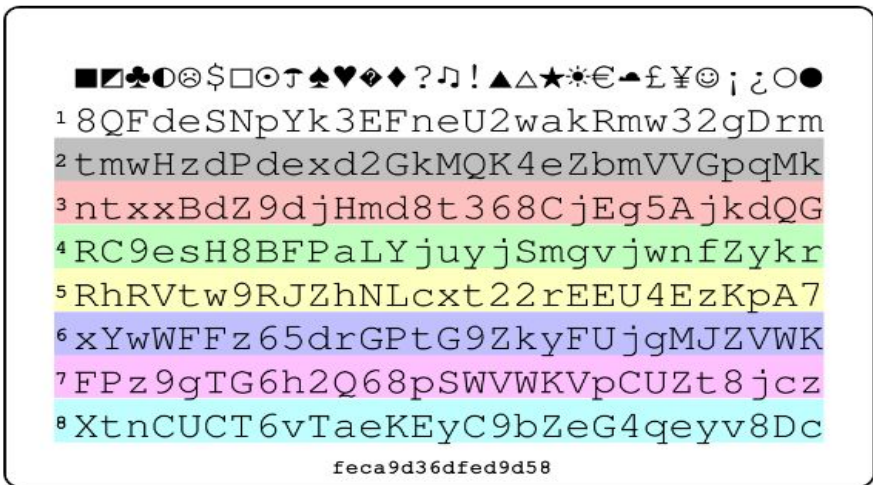 ■◩♣◐☹$□⊙☂♠♥�♦?♫!▲△★☀€☁£¥☺¡¿○●
1 8QFdeSNpYk3EFneU2wakRmw32gDrm
2 tmwHzdPdexd2GkMQK4eZbmVVGpqMk
3 ntxxBdZ9djHmd8t368CjEg5AjkdQG
4 RC9esH8BFPaLYjuyjSmgvjwnfZykr
5 RhRVtw9RJZhNLcxt22rEEU4EzKpA7
6 xYwWFFz65drGPtG9ZkyFUjgMJZVWK
7 FPz9gTG6h2Q68pSWVWKVpCUZt8jcz
8 XtnCUCT6vTaeKEyC9bZeG4qeyv8Dc
feca9d36dfed9d58